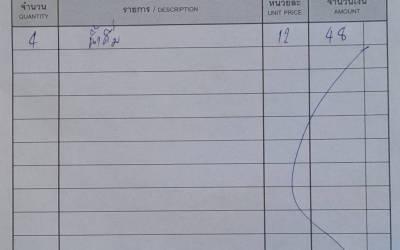 จำนวน รายการ / DESCRIPTION หน่วยละ จำนวนเงิน
QUANTITY UNIT PRICE AMOUNT
4 น้ำดื่ม 12 48